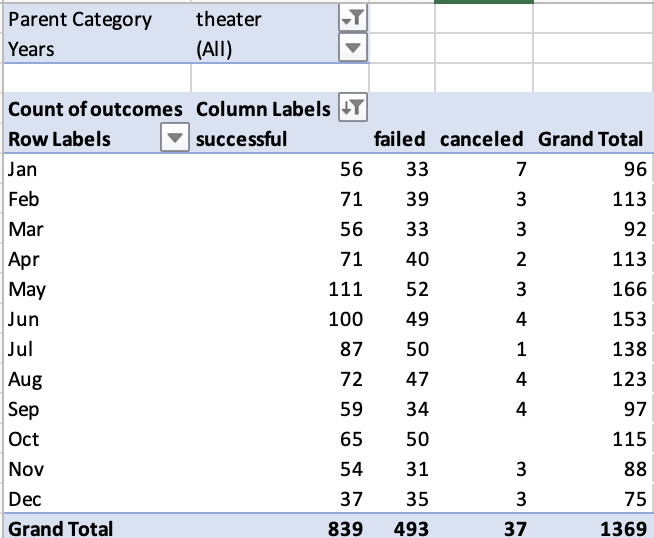 Parent Category theater
Years (All)
Count of outcomes Column Labels
Row Labels successful failed canceled Grand Total
Jan 56 33 7 96
Feb 71 39 3 113
Mar 56 33 3 92
Apr 71 40 2 113
May 111 52 3 166
Jun 100 49 4 153
Jul 87 50 1 138
Aug 72 47 4 123
Sep 59 34 4 97
Oct 65 50 115
Nov 54 31 3 88
Dec 37 35 3 75
Grand Total 839 493 37 1369